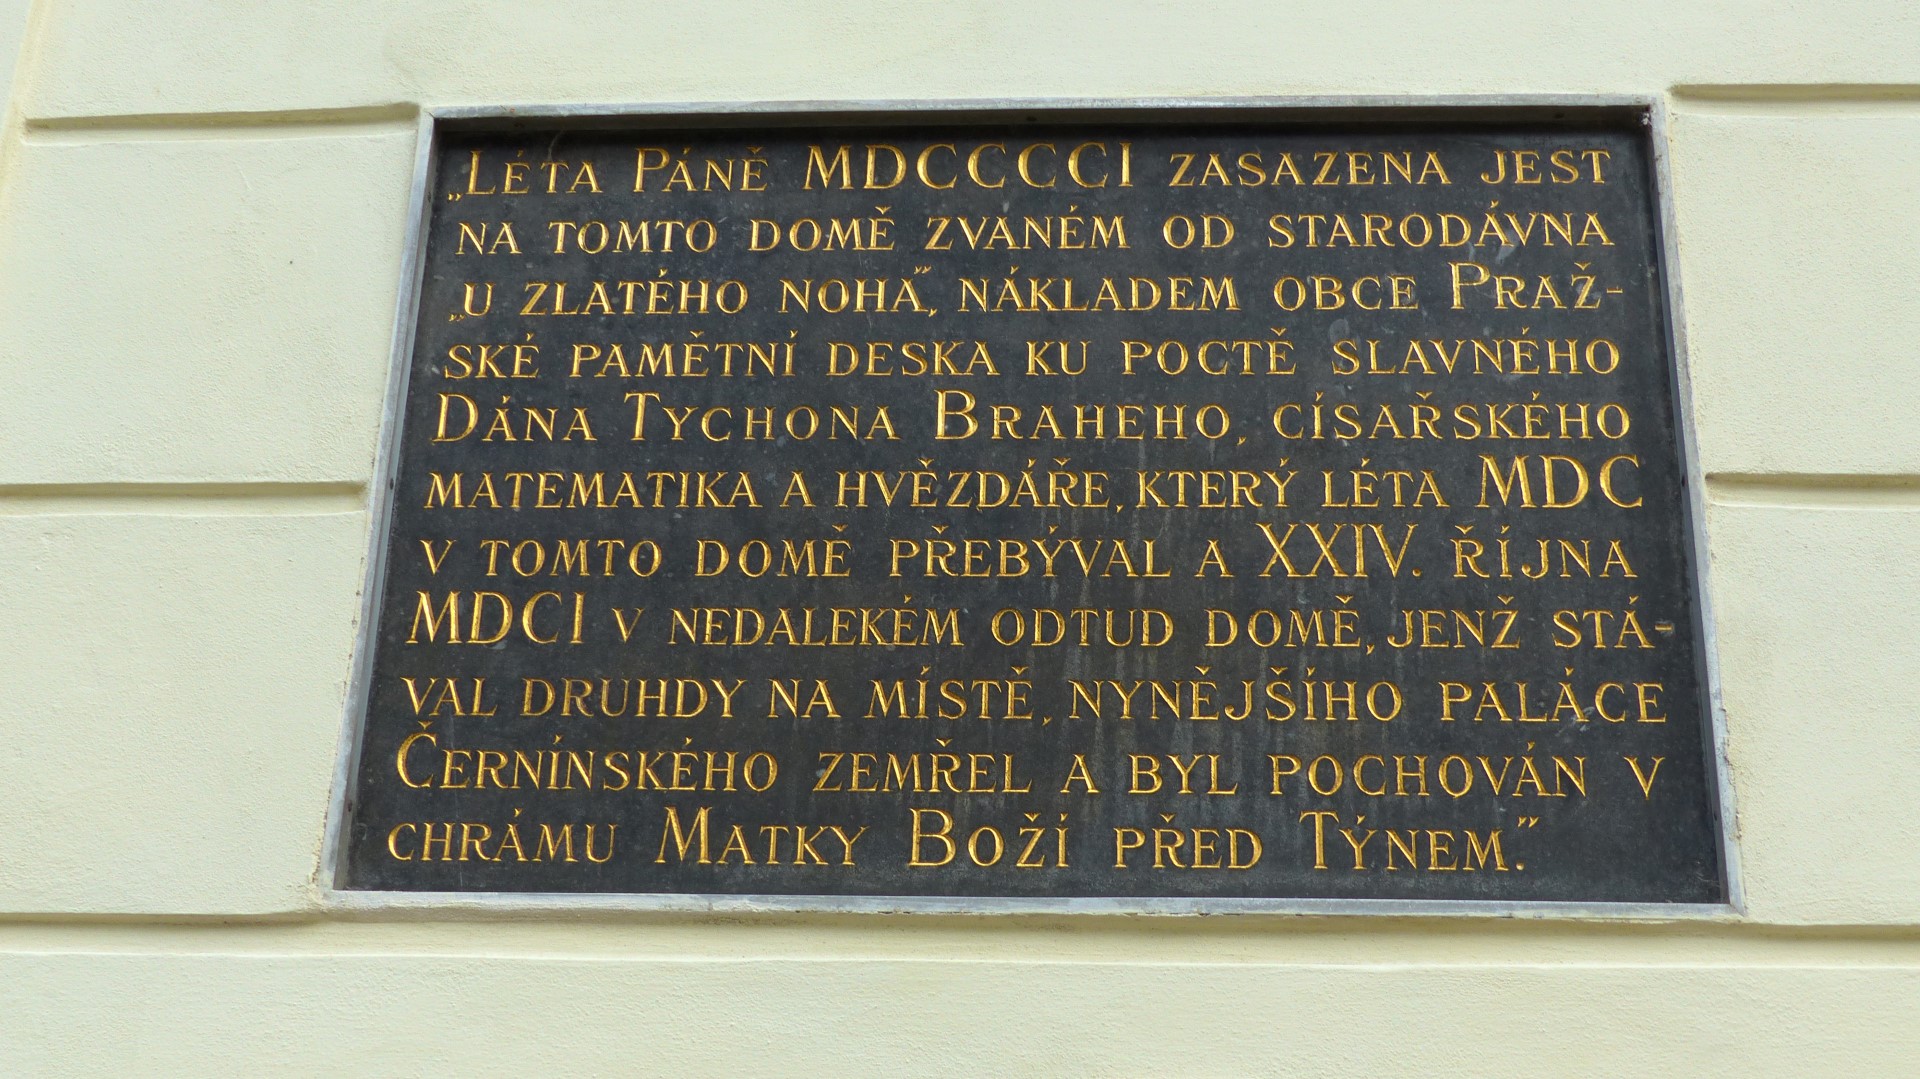 „Léta Páně MDCCCCI zasazena jest
na tomto domě zvaném od starodávna
„u zlatého noha“, nákladem obce Praž-
ské pamětní deska ku poctě slavného
Dána Tychona Braheho, císařského
matematika a hvězdáře, který léta MDC
v tomto domě přebýval a XXIV. října
MDCI v nedalekém odtud domě, jenž stá-
val druhdy na místě, nynějšího paláce
Černínského zemřel a byl pochován v
chrámu Matky Boží před Týnem.“